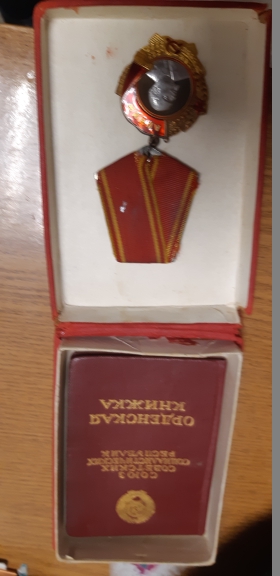 СОЮЗ
СОВЕТСКИХ
СОЦИАЛИСТИЧЕСКИХ
РЕСПУБЛИК
ОРДЕНСКАЯ
КНИЖКА